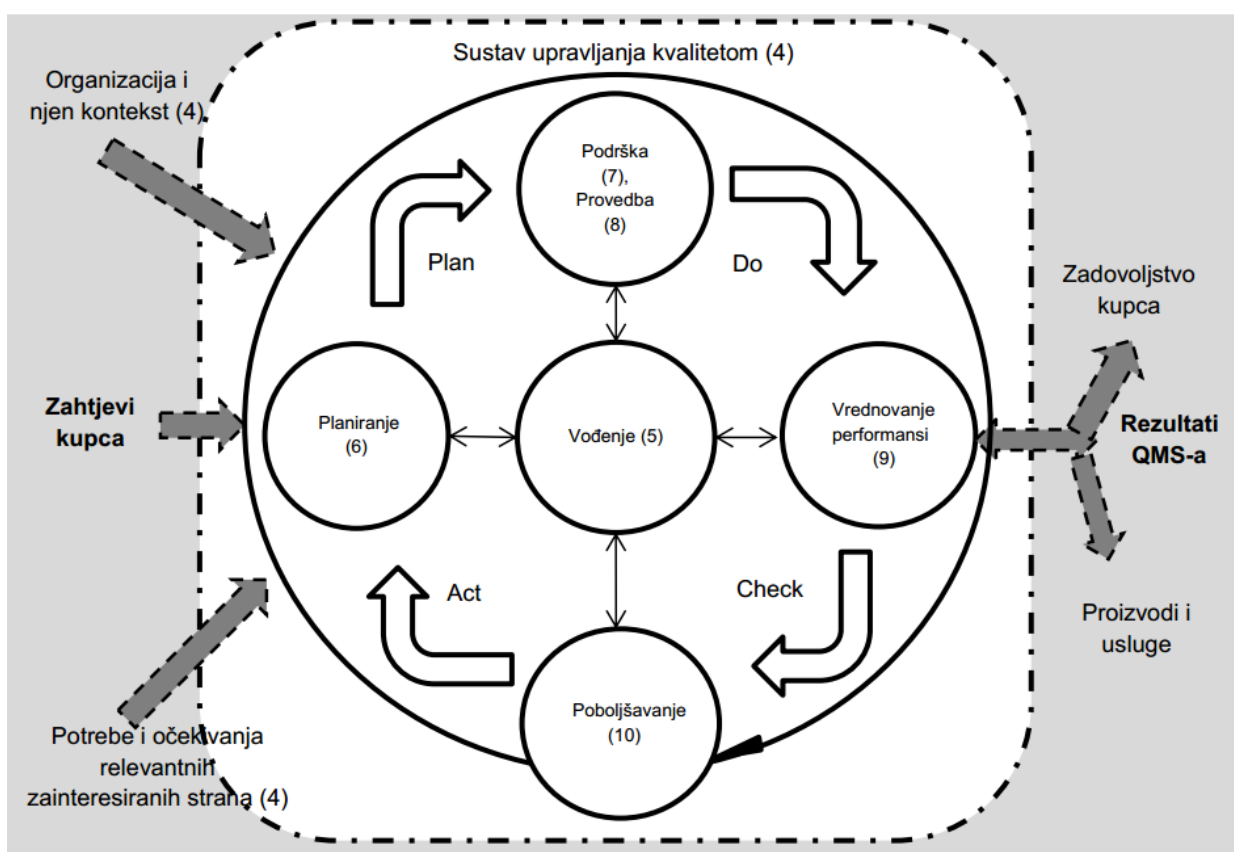 Sustav upravljanja kvalitetom (4)
Organizacija i
njen kontekst (4)
Podrška
(7),
Provedba
(8)
Plan
Do
Zadovoljstvo
kupca
Zahtjevi
kupca
Planiranje
(6)
Vođenje (5)
Vrednovanje
performansi
(9)
Rezultati
QMS-a
Act
Check
Proizvodi i
usluge
Poboljšavanje
(10)
Potrebe i očekivanja
relevantnih
zainteresiranih strana (4)